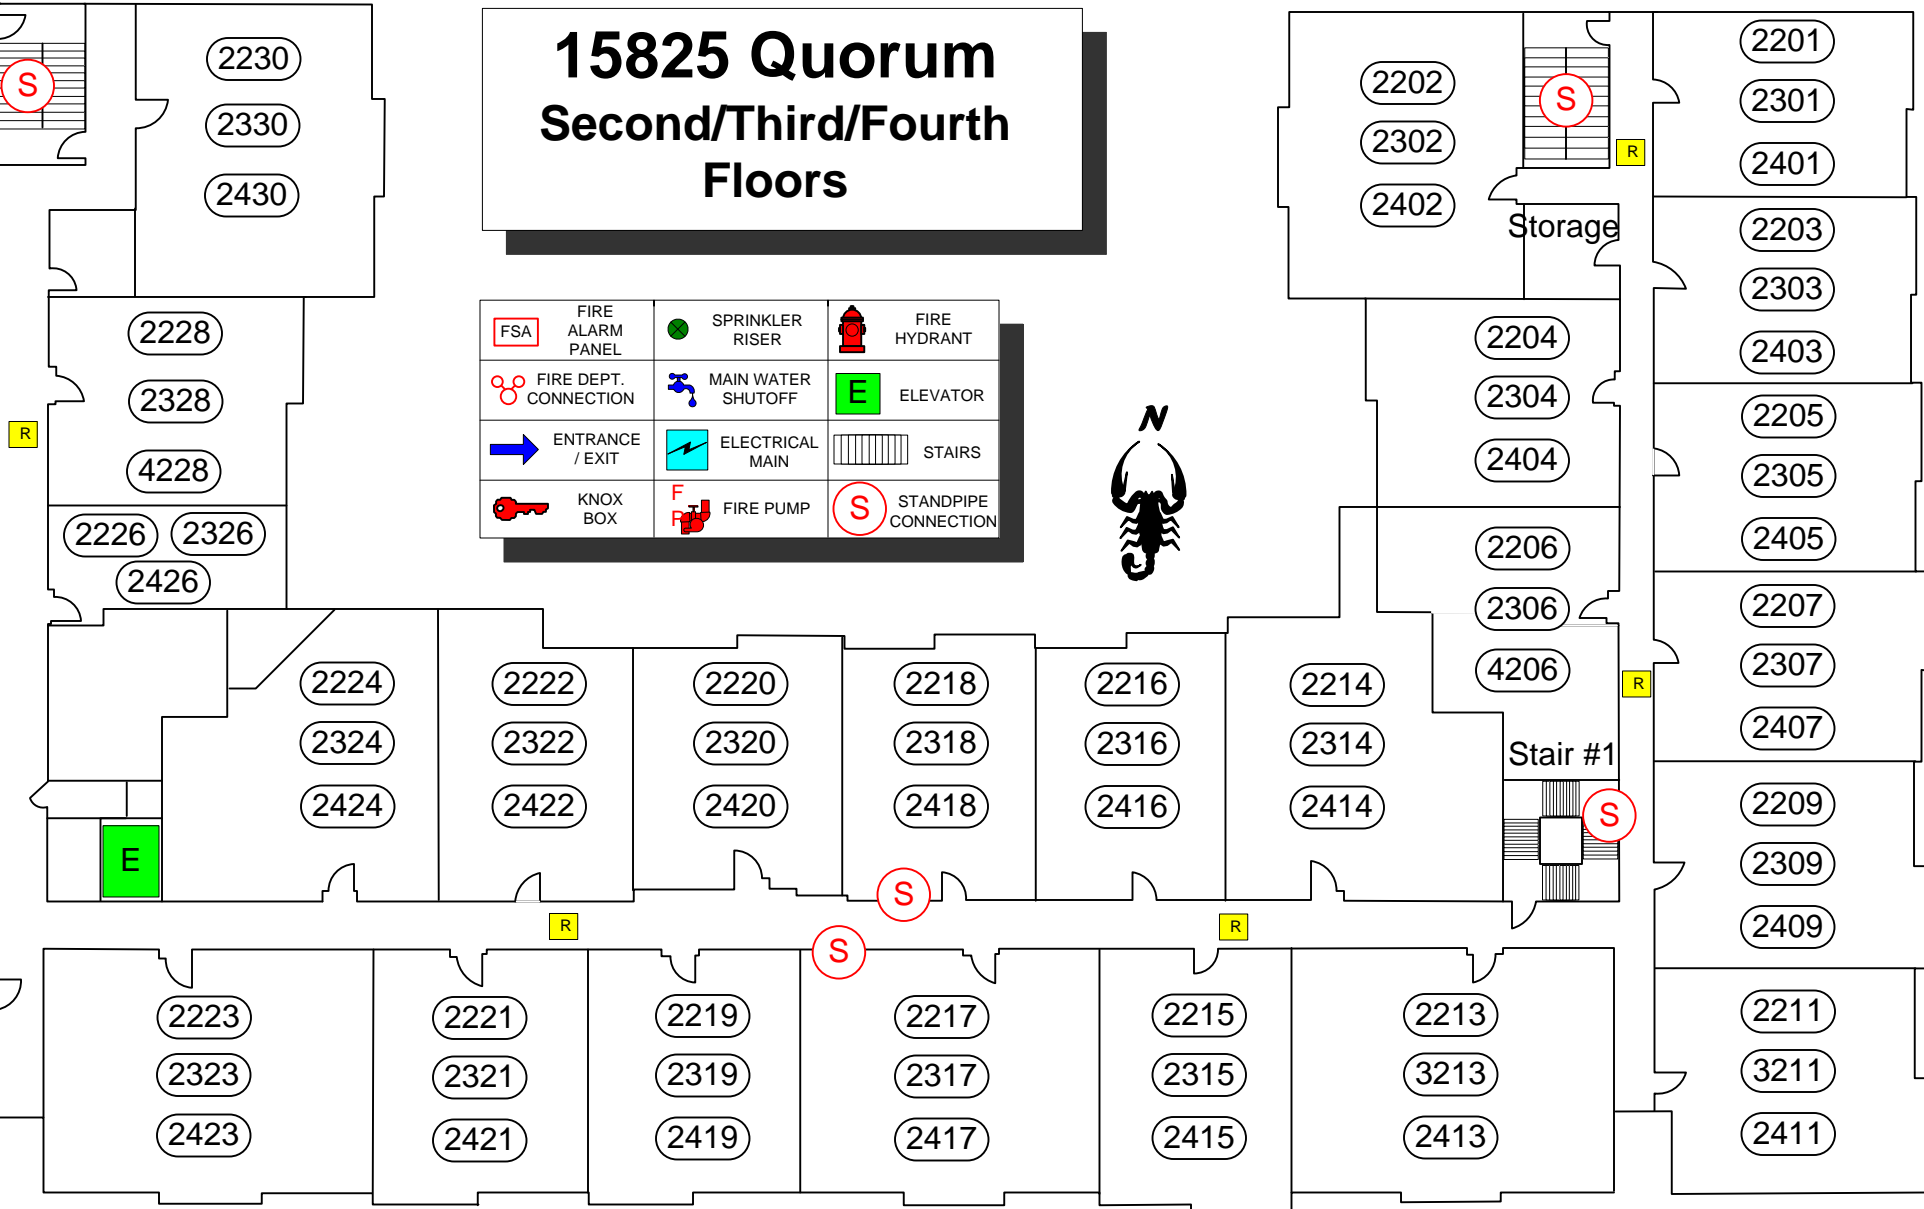 15825 Quorum
Second/Third/Fourth
Floors
S
2230
2330
2430
2228
2328
4228
R
2226
2326
2426
FSA
FIRE
ALARM
PANEL
SPRINKLER
RISER
FIRE
HYDRANT
FIRE DEPT.
CONNECTION
MAIN WATER
SHUTOFF
E
ELEVATOR
ENTRANCE
/ EXIT
ELECTRICAL
MAIN
STAIRS
KNOX
BOX
F
P
FIRE PUMP
S
STANDPIPE
CONNECTION
N
2202
2302
2402
S
R
Storage
2204
2304
2404
2206
2306
4206
R
Stair #1
S
2201
2301
2401
2203
2303
2403
2205
2305
2405
2207
2307
2407
2209
2309
2409
2211
3211
2411
2224
2324
2424
2222
2322
2422
2220
2320
2420
2218
2318
2418
2216
2316
2416
2214
2314
2414
E
S
R
R
S
2223
2323
2423
2221
2321
2421
2219
2319
2419
2217
2317
2417
2215
2315
2415
2213
3213
2413